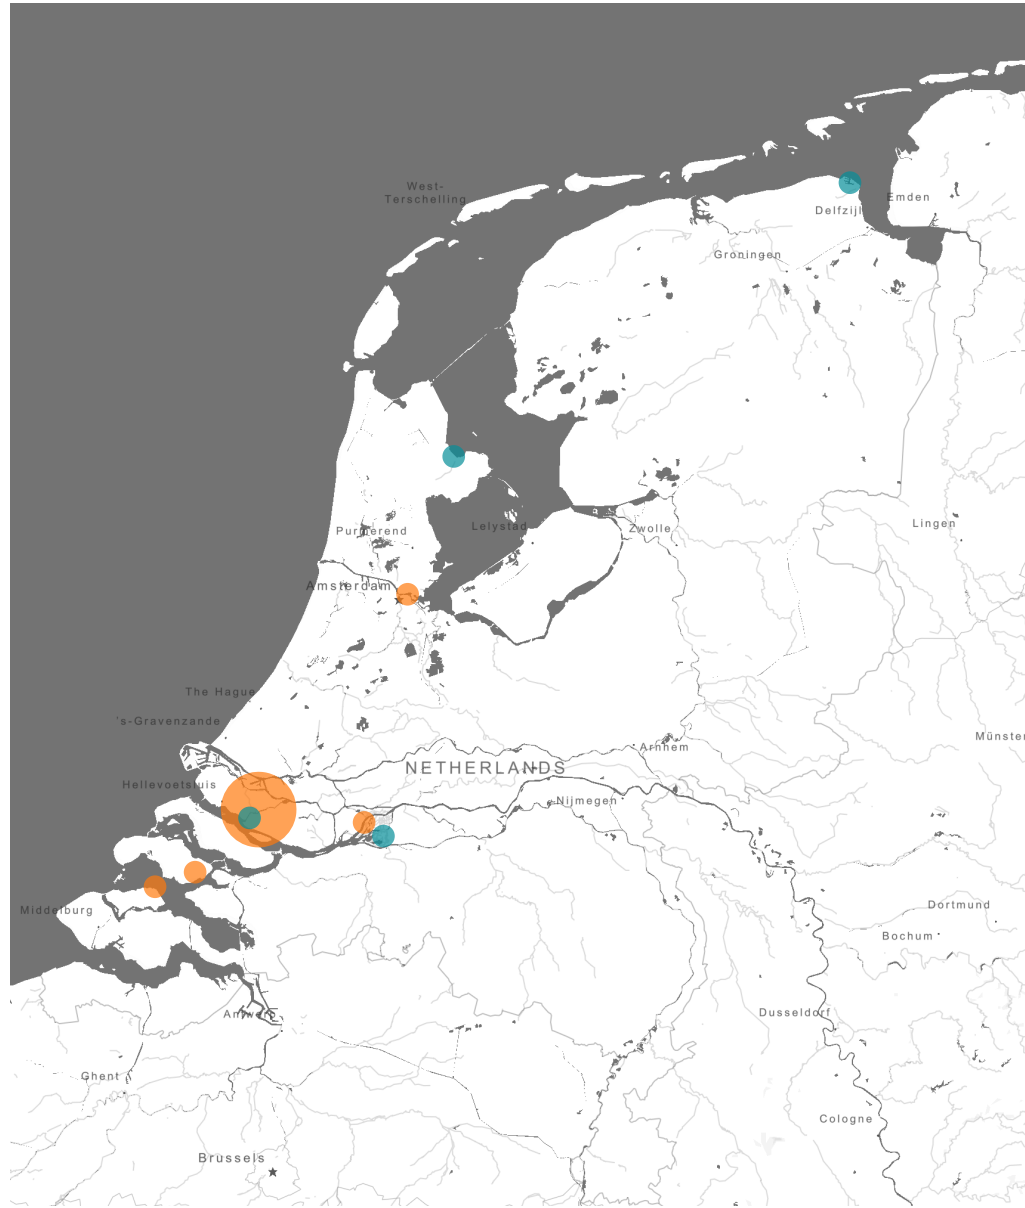 West-
Terschelling
Emden
Delfzijl
Groningen
Purmerend
Lelystad
Zwolle
Lingen
Amsterdam
The Hague
's-Gravenzande
Münster
Arnhem
NETHERLANDS
Hellevoetsluis
Nijmegen
Middelburg
Dortmund
Bochum
Antwerp
Dusseldorf
Ghent
Cologne
Brussels